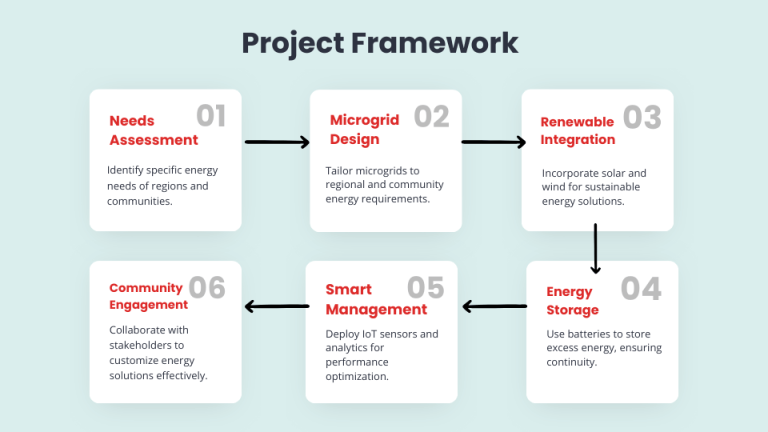 Project Framework
01
Needs
Assessment
Identify specific energy
needs of regions and
communities.
02
Microgrid
Design
Tailor microgrids to
regional and community
energy requirements.
03
Renewable
Integration
Incorporate solar and
wind for sustainable
energy solutions.
04
Energy
Storage
Use batteries to store
excess energy, ensuring
continuity.
05
Smart
Management
Deploy IoT sensors and
analytics for
performance
optimization.
06
Community
Engagement
Collaborate with
stakeholders to
customize energy
solutions effectively.